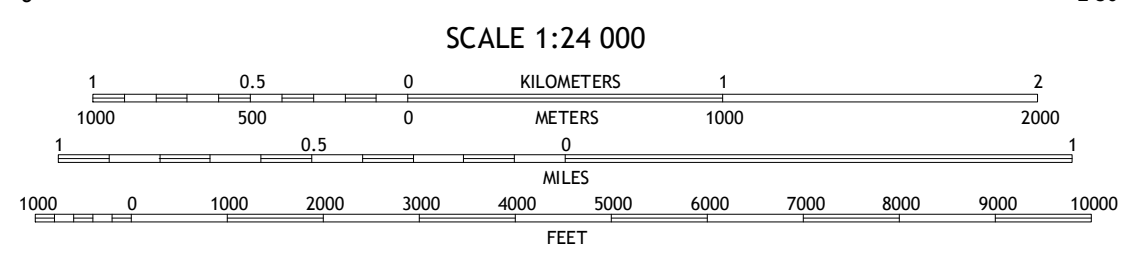 SCALE 1:24 000
1 0.5 0 KILOMETERS 1 2
1000 500 0 METERS 1000 2000
1 0.5 0 1
MILES
1000 0 1000 2000 3000 4000 5000 6000 7000 8000 9000 10000
FEET